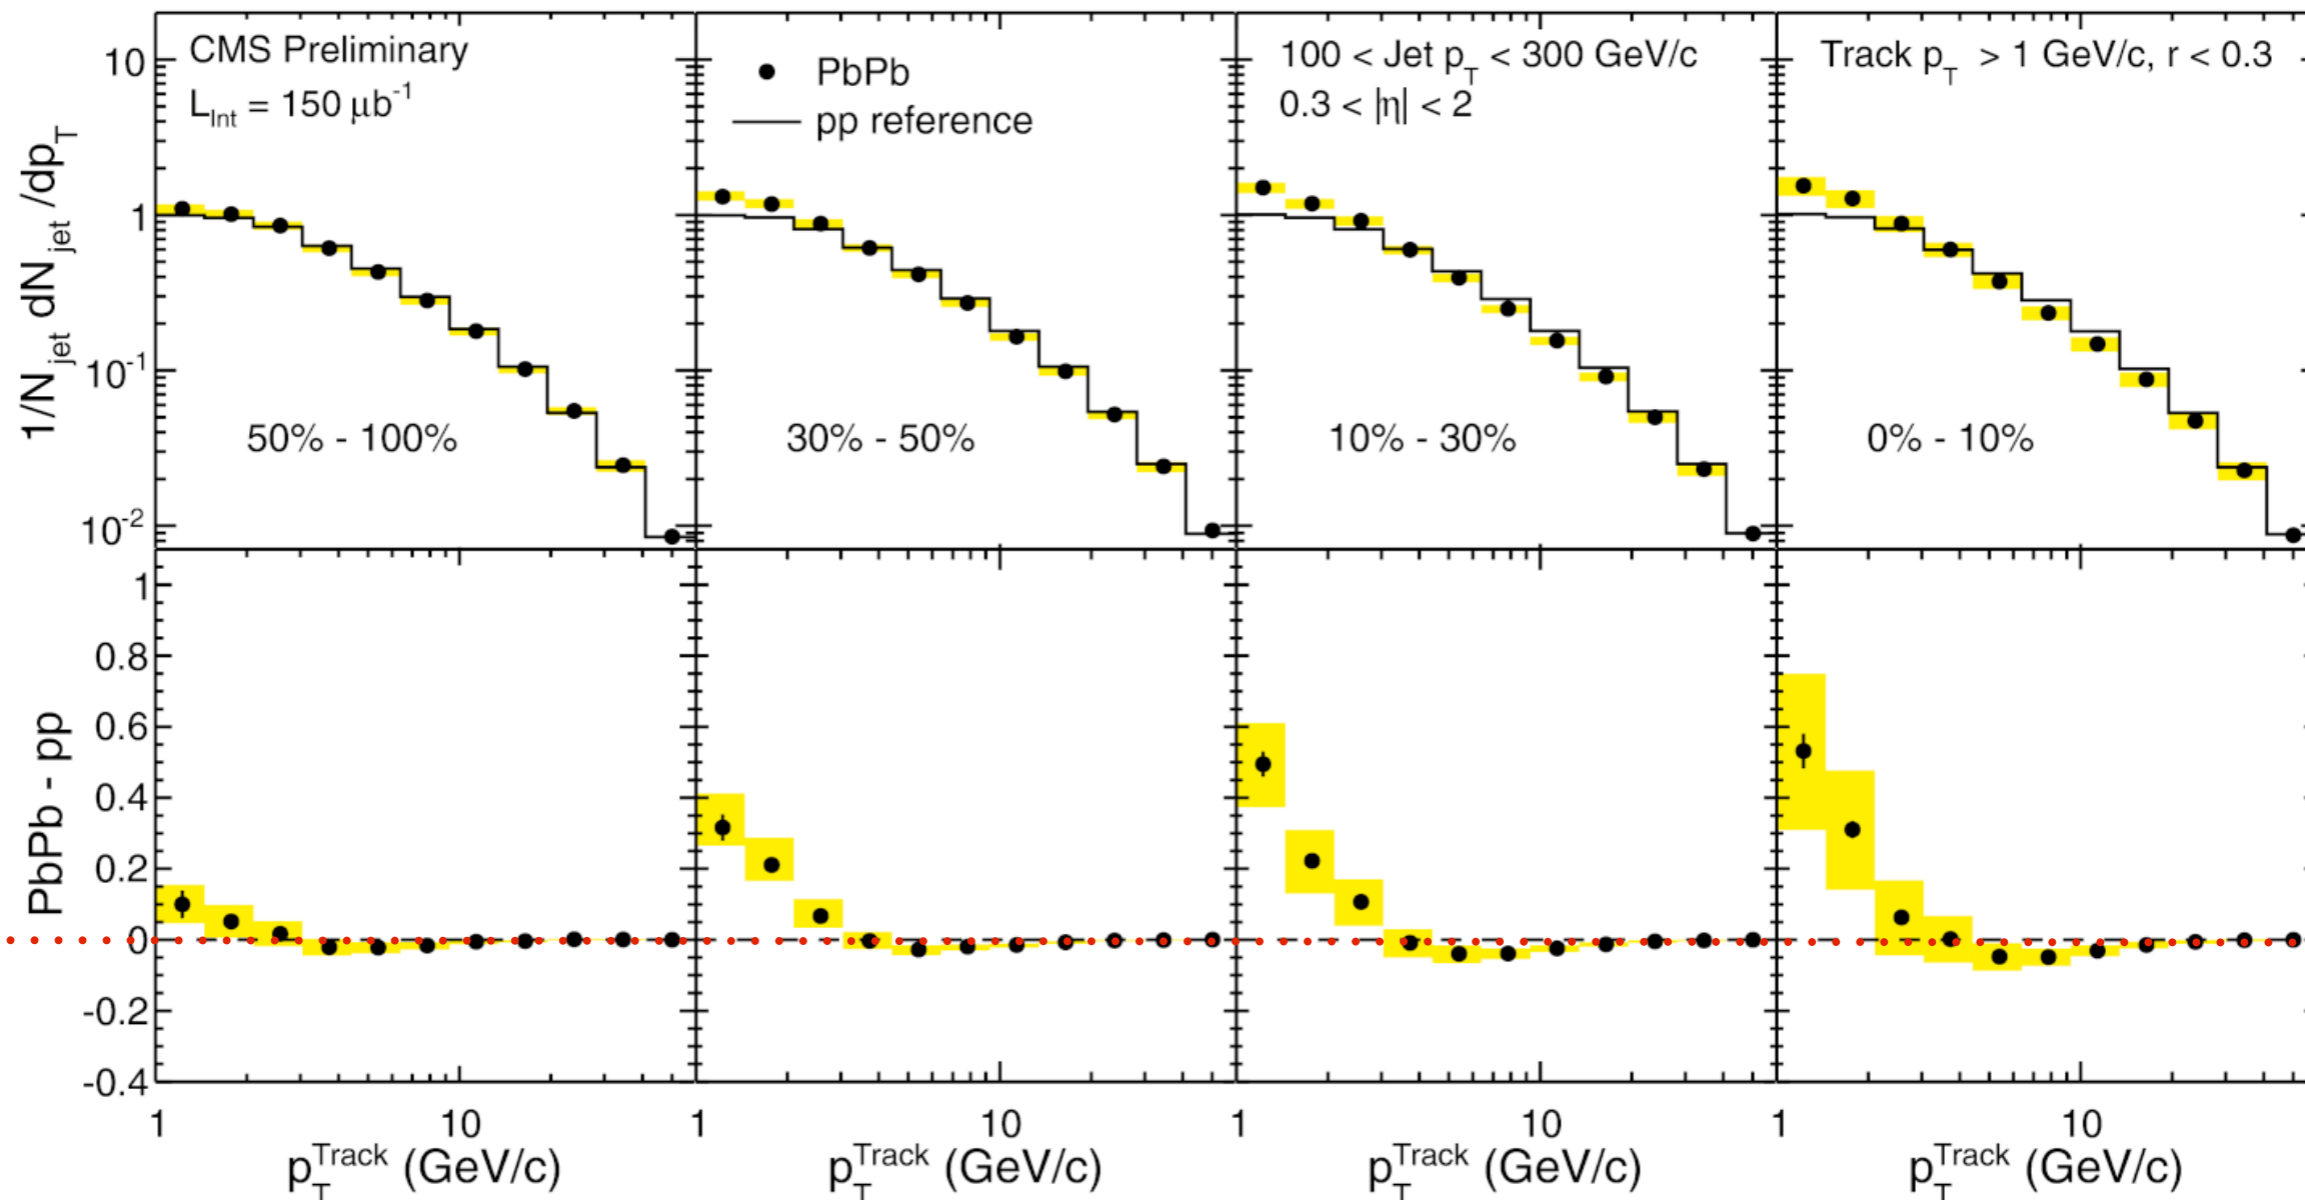 CMS Preliminary
L_Int = 150 μb^-1
PbPb
pp reference
100 < Jet p_T < 300 GeV/c
0.3 < |η| < 2
Track p_T > 1 GeV/c, r < 0.3
1/N_jet dN_jet /dp_T
10
1
10^-1
10^-2
50% - 100%
30% - 50%
10% - 30%
0% - 10%
PbPb - pp
1
0.8
0.6
0.4
0.2
0
-0.2
-0.4
1 10 1 10 1 10 1 10
p_T^Track (GeV/c) p_T^Track (GeV/c) p_T^Track (GeV/c) p_T^Track (GeV/c)